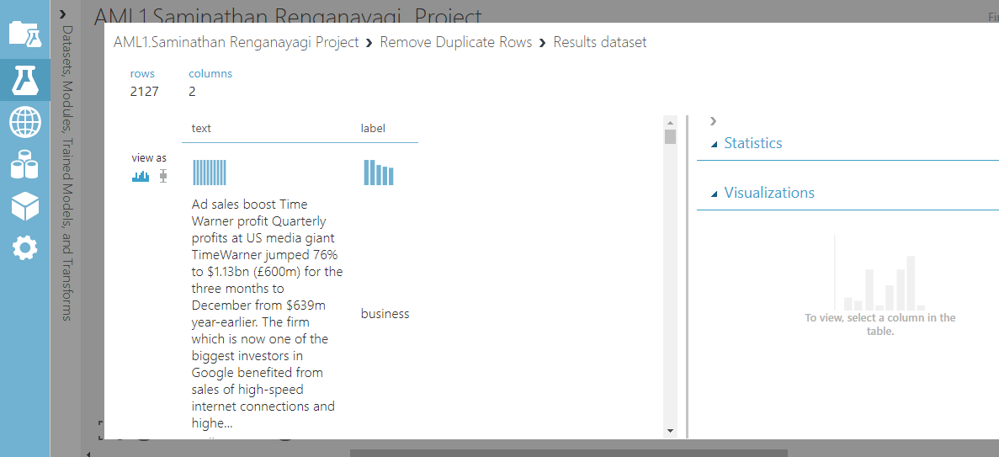 AML1.Saminathan Renganayagi Project
Fi
Datasets, Modules, Trained Models, and Transforms
AML1.Saminathan Renganayagi Project Remove Duplicate Rows Results dataset
rows columns
2127 2
text label
view as
Ad sales boost Time
Warner profit Quarterly
profits at US media giant
TimeWarner jumped 76%
to $1.13bn (£600m) for the
three months to
December from $639m
year-earlier. The firm
which is now one of the
biggest investors in
Google benefited from
sales of high-speed
internet connections and
highe...
business
Statistics
Visualizations
To view, select a column in the
table.